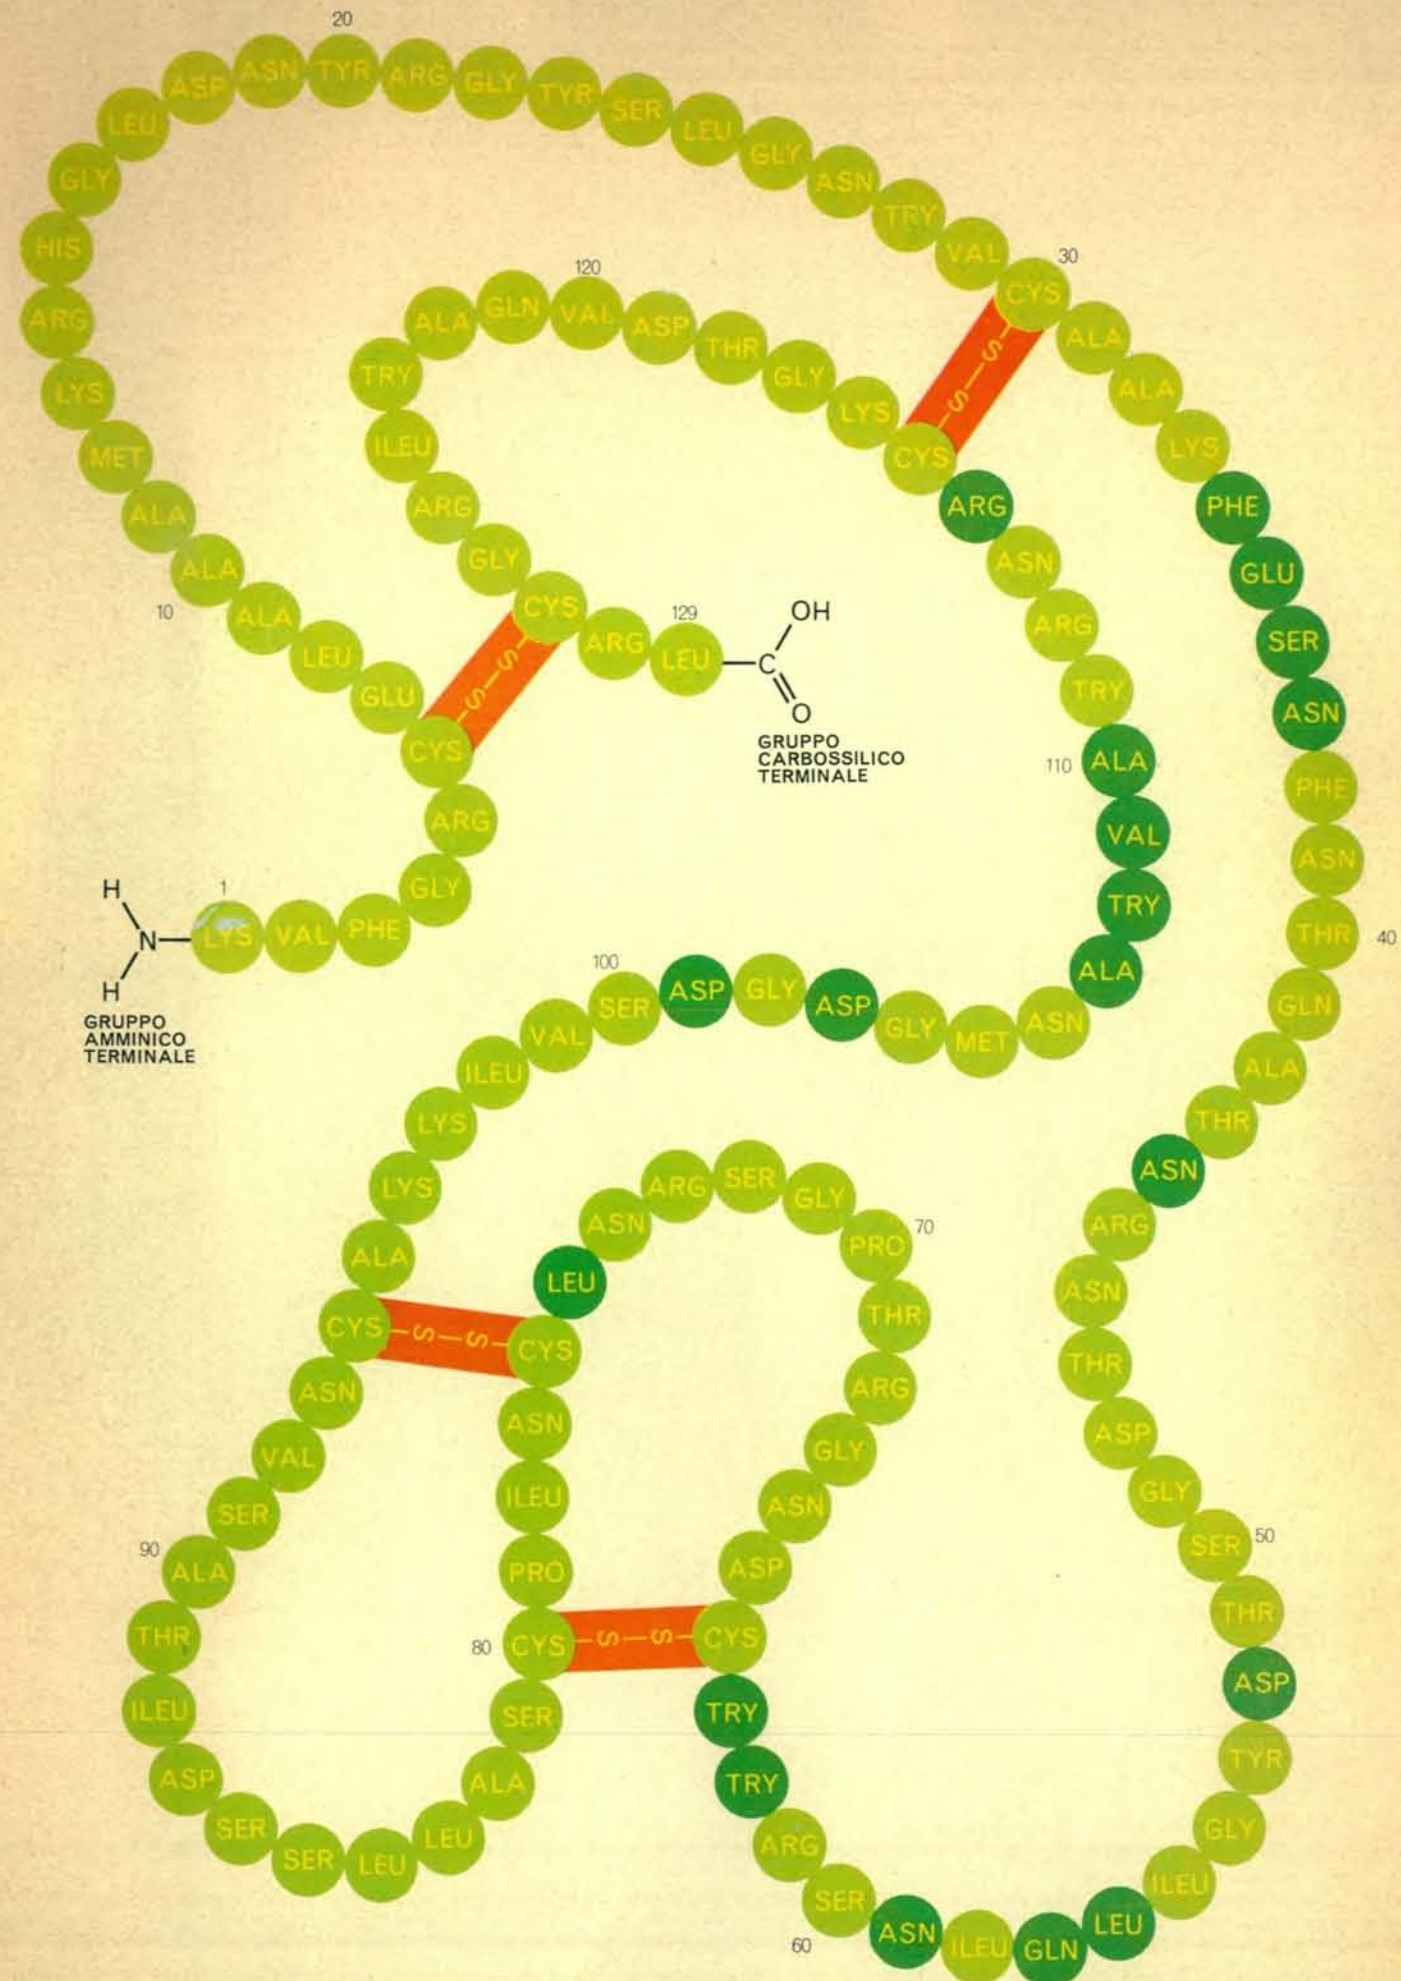 H
H
N
GRUPPO
AMMINICO
TERMINALE
1
LYS VAL PHE GLY ARG CYS GLU LEU ALA ALA
10
ALA MET LYS ARG HIS GLY LEU ASP ASN TYR
20
ARG GLY TYR SER LEU GLY ASN TRY VAL CYS
30
ALA ALA LYS PHE GLU SER ASN PHE ASN THR
40
GLN ALA THR ASN ARG ASN THR ASP GLY SER
50
THR ASP TYR GLY ILEU LEU GLN ILEU ASN SER
60
ARG TRY TRY CYS ASP ASN GLY ARG THR PRO
70
GLY SER ARG ASN LEU CYS ASN ILEU PRO CYS
80
SER ALA LEU LEU SER SER ASP ILEU THR ALA
90
SER VAL ASN CYS ALA LYS LYS ILEU VAL SER
100
ASP GLY ASP GLY MET ASN ALA TRY VAL ALA
110
TRY ARG ASN ARG CYS LYS GLY THR ASP VAL
120
GLN ALA TRY ILEU ARG GLY CYS ARG LEU
129
C
OH
O
GRUPPO
CARBOSSILICO
TERMINALE
S S
S S
S S
S S